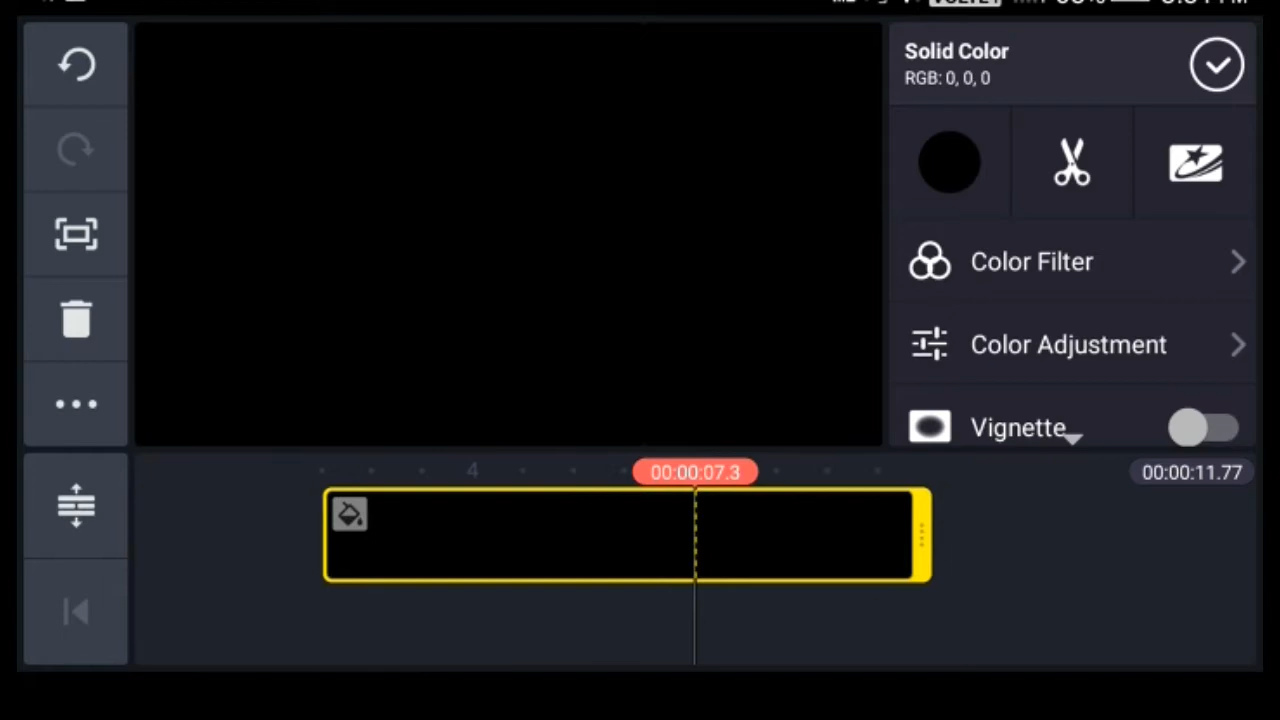 Solid Color
RGB: 0, 0, 0
Color Filter
Color Adjustment
Vignette
4
00:00:07.3
00:00:11.77